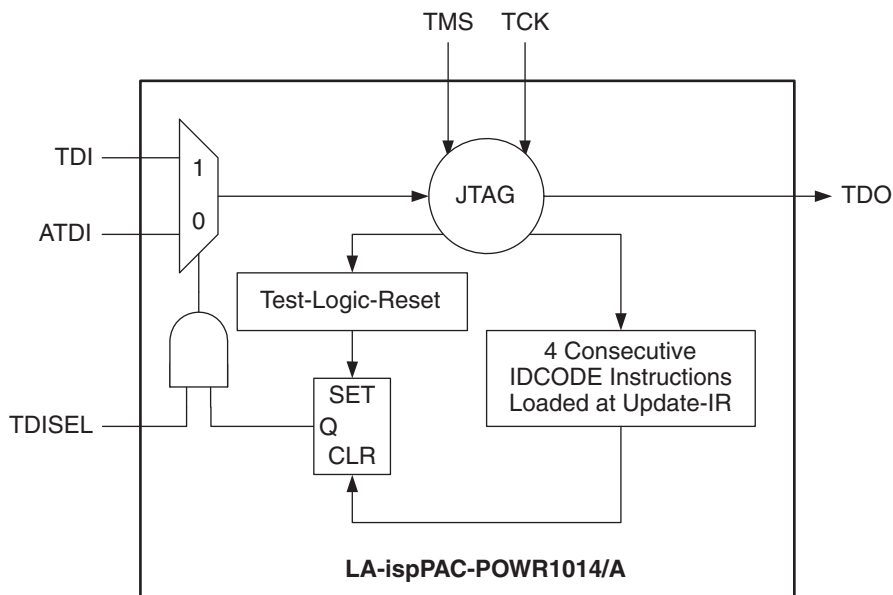 TMS
TCK
TDI
1
JTAG
TDO
0
ATDI
Test-Logic-Reset
4 Consecutive
IDCODE Instructions
Loaded at Update-IR
SET
TDISEL
Q
CLR
LA-ispPAC-POWR1014/A